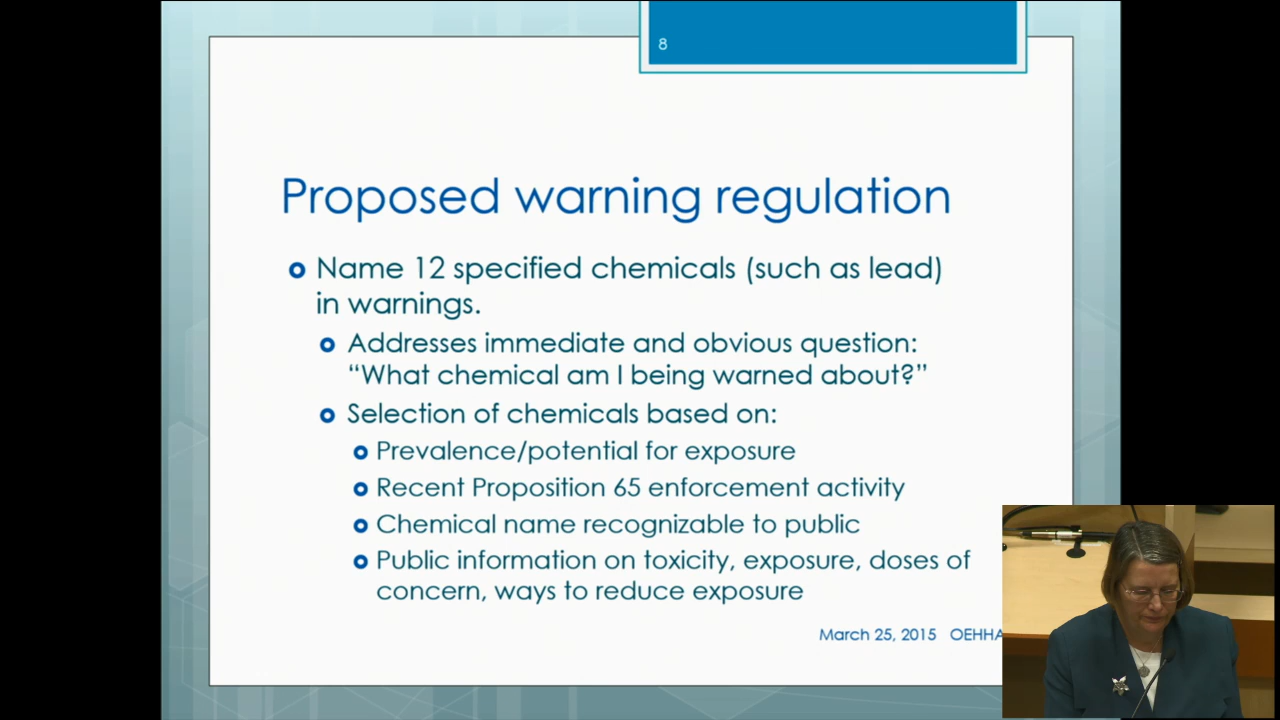 8
Proposed warning regulation
Name 12 specified chemicals (such as lead)
in warnings.
Addresses immediate and obvious question:
“What chemical am I being warned about?”
Selection of chemicals based on:
Prevalence/potential for exposure
Recent Proposition 65 enforcement activity
Chemical name recognizable to public
Public information on toxicity, exposure, doses of
concern, ways to reduce exposure
March 25, 2015 OEHHA